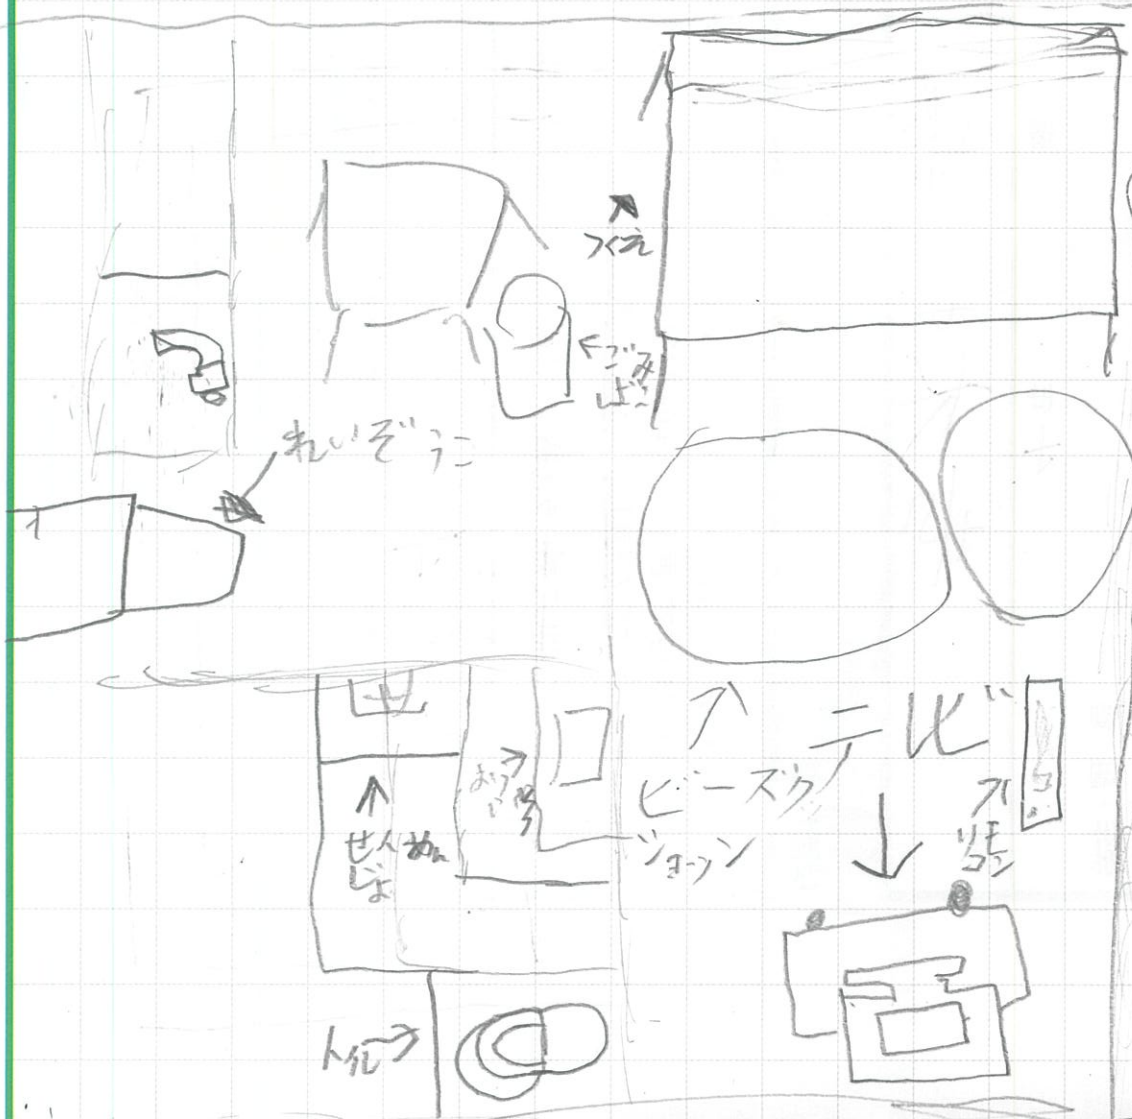 つくえ
ごみ
ばこ
れいぞうこ
テレビ
ビーズク
ッション
リモ
コン
おふ
ろ
せんめん
じょ
トイレ